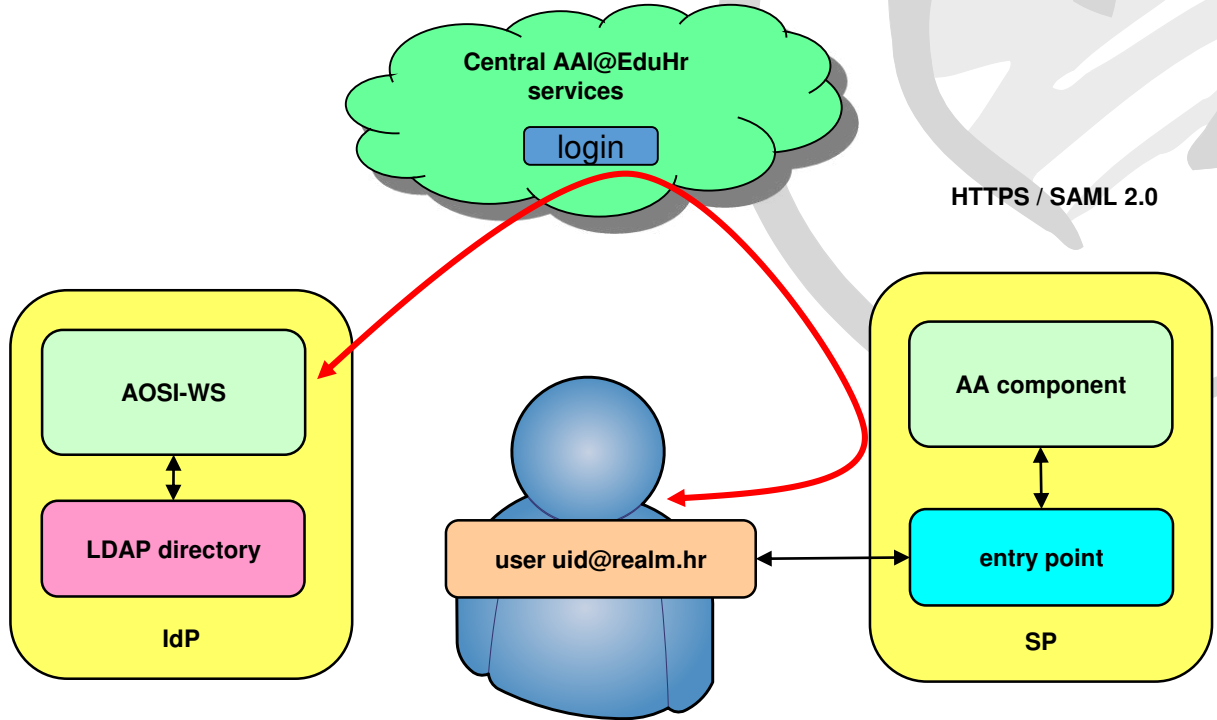 Central AAI@EduHr
services
login
HTTPS / SAML 2.0
AOSI-WS
LDAP directory
IdP
user uid@realm.hr
AA component
entry point
SP